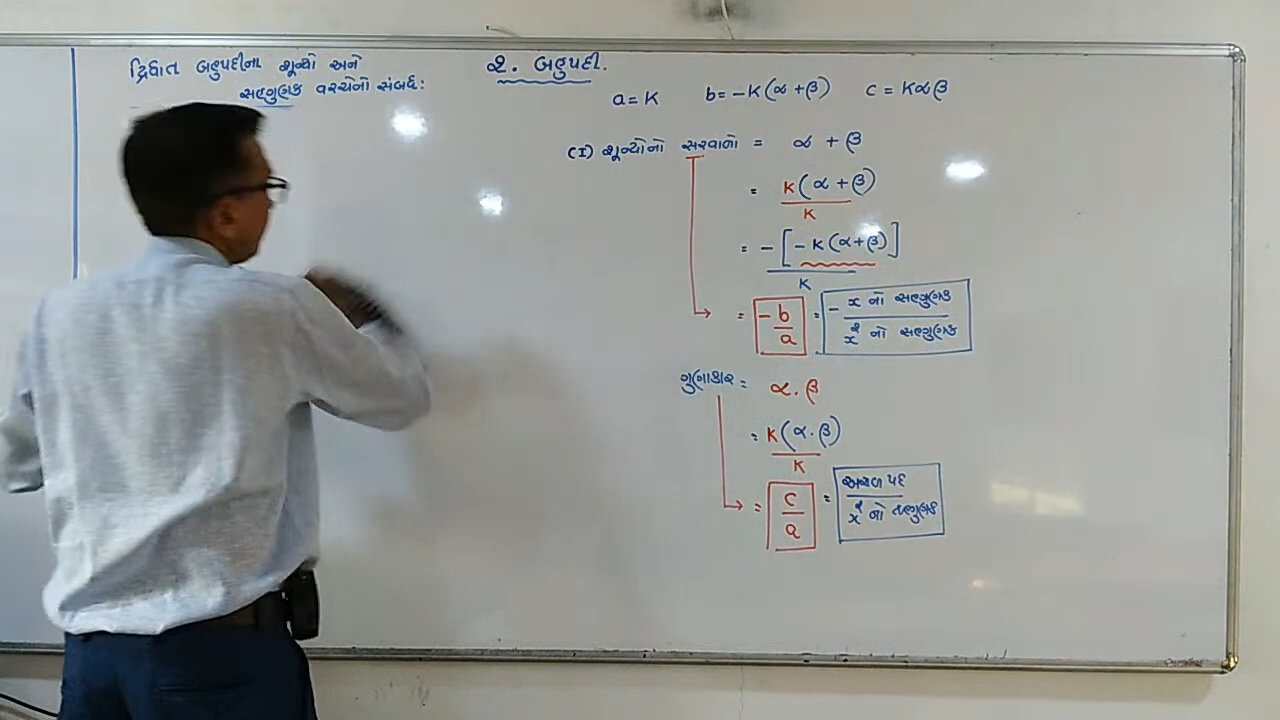 દ્વિઘાત બહુપદીના શૂન્યો અને
સહગુણક વચ્ચેનો સંબંધ :
૨. બહુપદી.
a = K b = -K(α + β) c = Kαβ
(I) શૂન્યોનો સરવાળો = α + β
= K(α + β) / K
= -[-K(α+β)] / K
= -b/a = - x નો સહગુણક / x² નો સહગુણક
ગુણાકાર = α . β
= K(α . β) / K
= c/a = અચળ પદ / x² નો સહગુણક